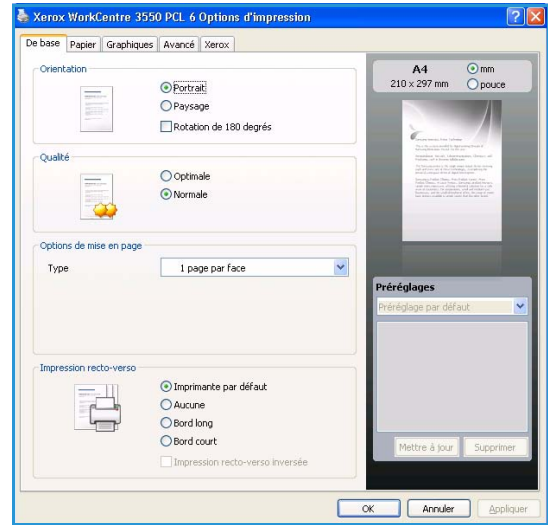 Xerox WorkCentre 3550 PCL 6 Options d'impression
De base Papier Graphiques Avancé Xerox
Orientation
Portrait
Paysage
Rotation de 180 degrés
Qualité
Optimale
Normale
Options de mise en page
Type 1 page par face
Impression recto-verso
Imprimante par défaut
Aucune
Bord long
Bord court
Impression recto-verso inversée
A4 mm
210 x 297 mm pouce
Préréglages
Préréglage par défaut
Mettre à jour Supprimer
OK Annuler Appliquer